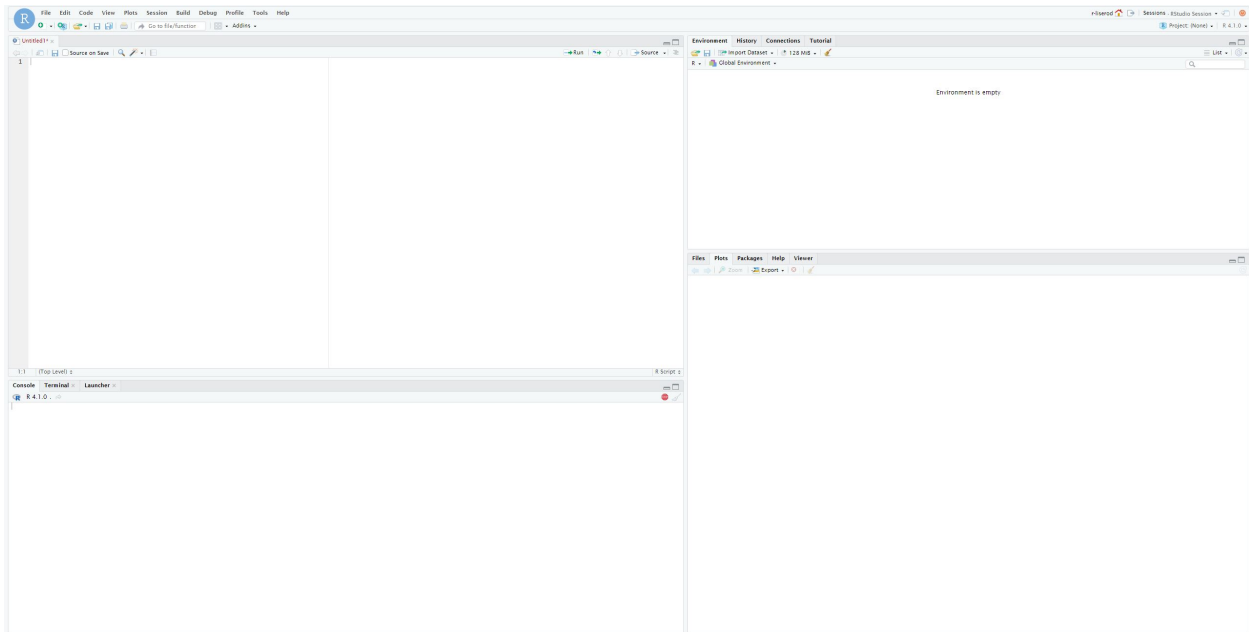 R
File Edit Code View Plots Session Build Debug Profile Tools Help
r-liserod Sessions RStudio Session
Go to file/function Addins
Project: (None) R 4.1.0
Untitled1*
Source on Save Run Source
1
1:1 (Top Level) R Script
Console Terminal Launcher
R 4.1.0 .
Environment History Connections Tutorial
Import Dataset 128 MiB List
R Global Environment
Environment is empty
Files Plots Packages Help Viewer
Zoom Export